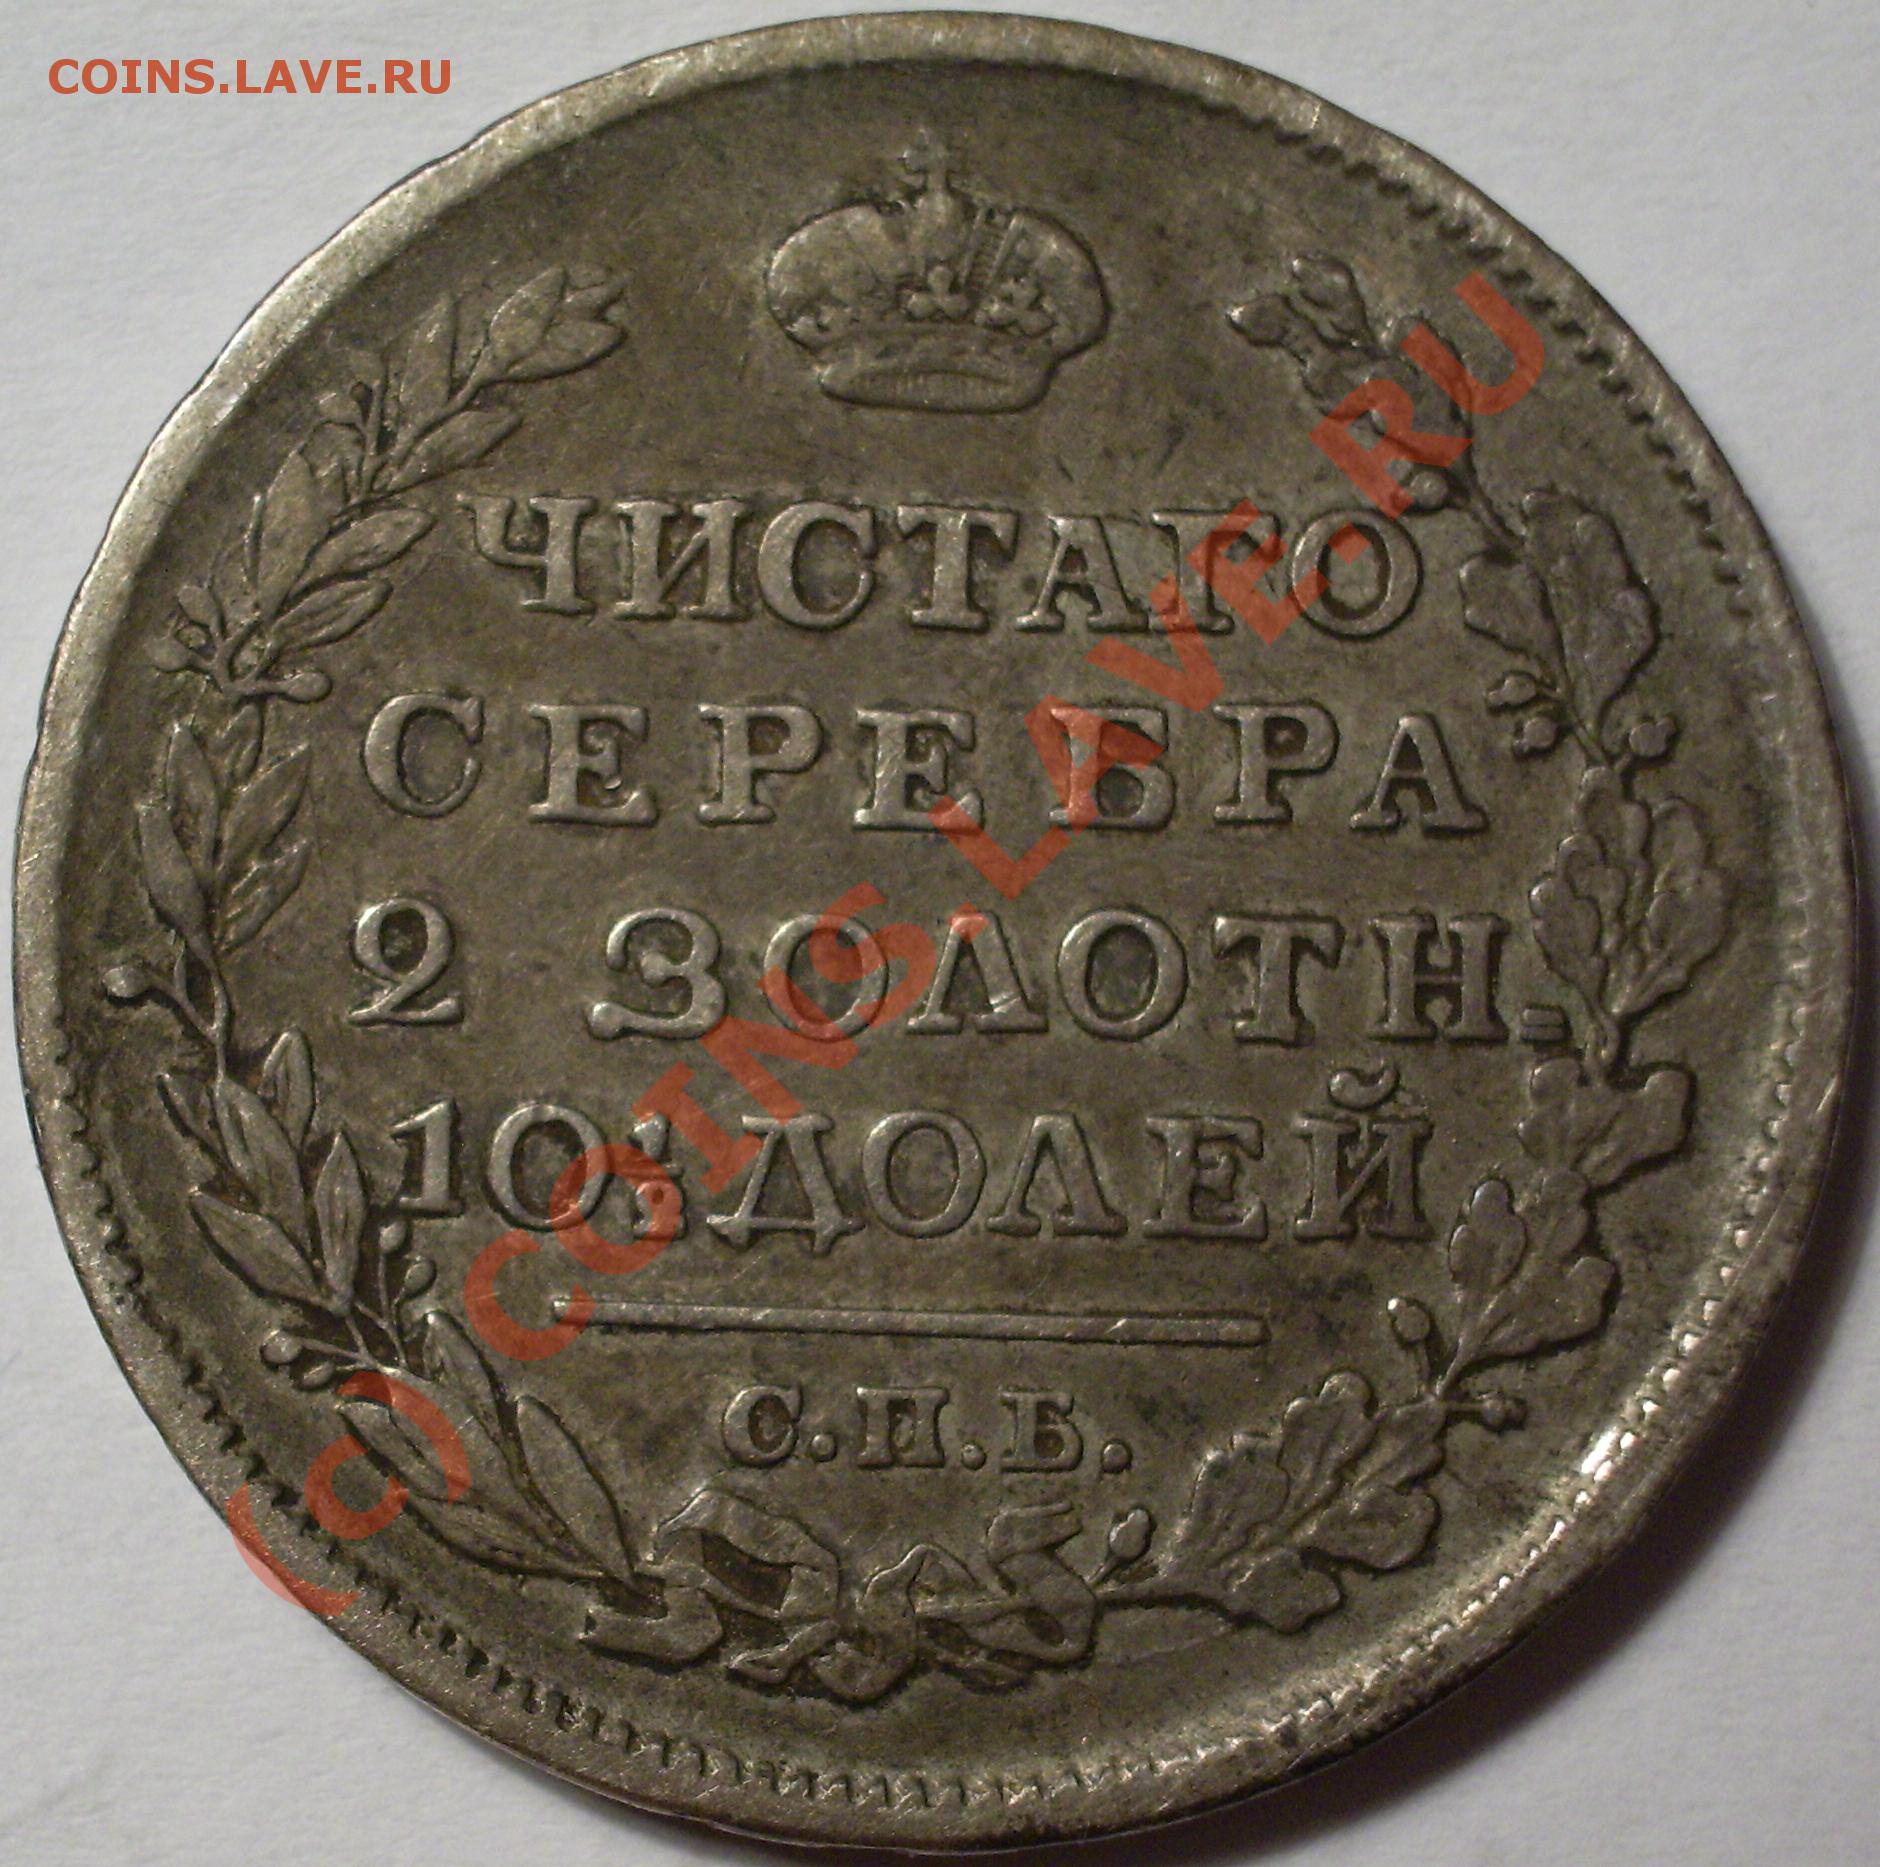 COINS.LAVE.RU
ЧИСТАГО
СЕРЕБРА
2 ЗОЛОТН.=
10½ ДОЛЕЙ
С.П.Б.
(c) COINS.LAVE.RU